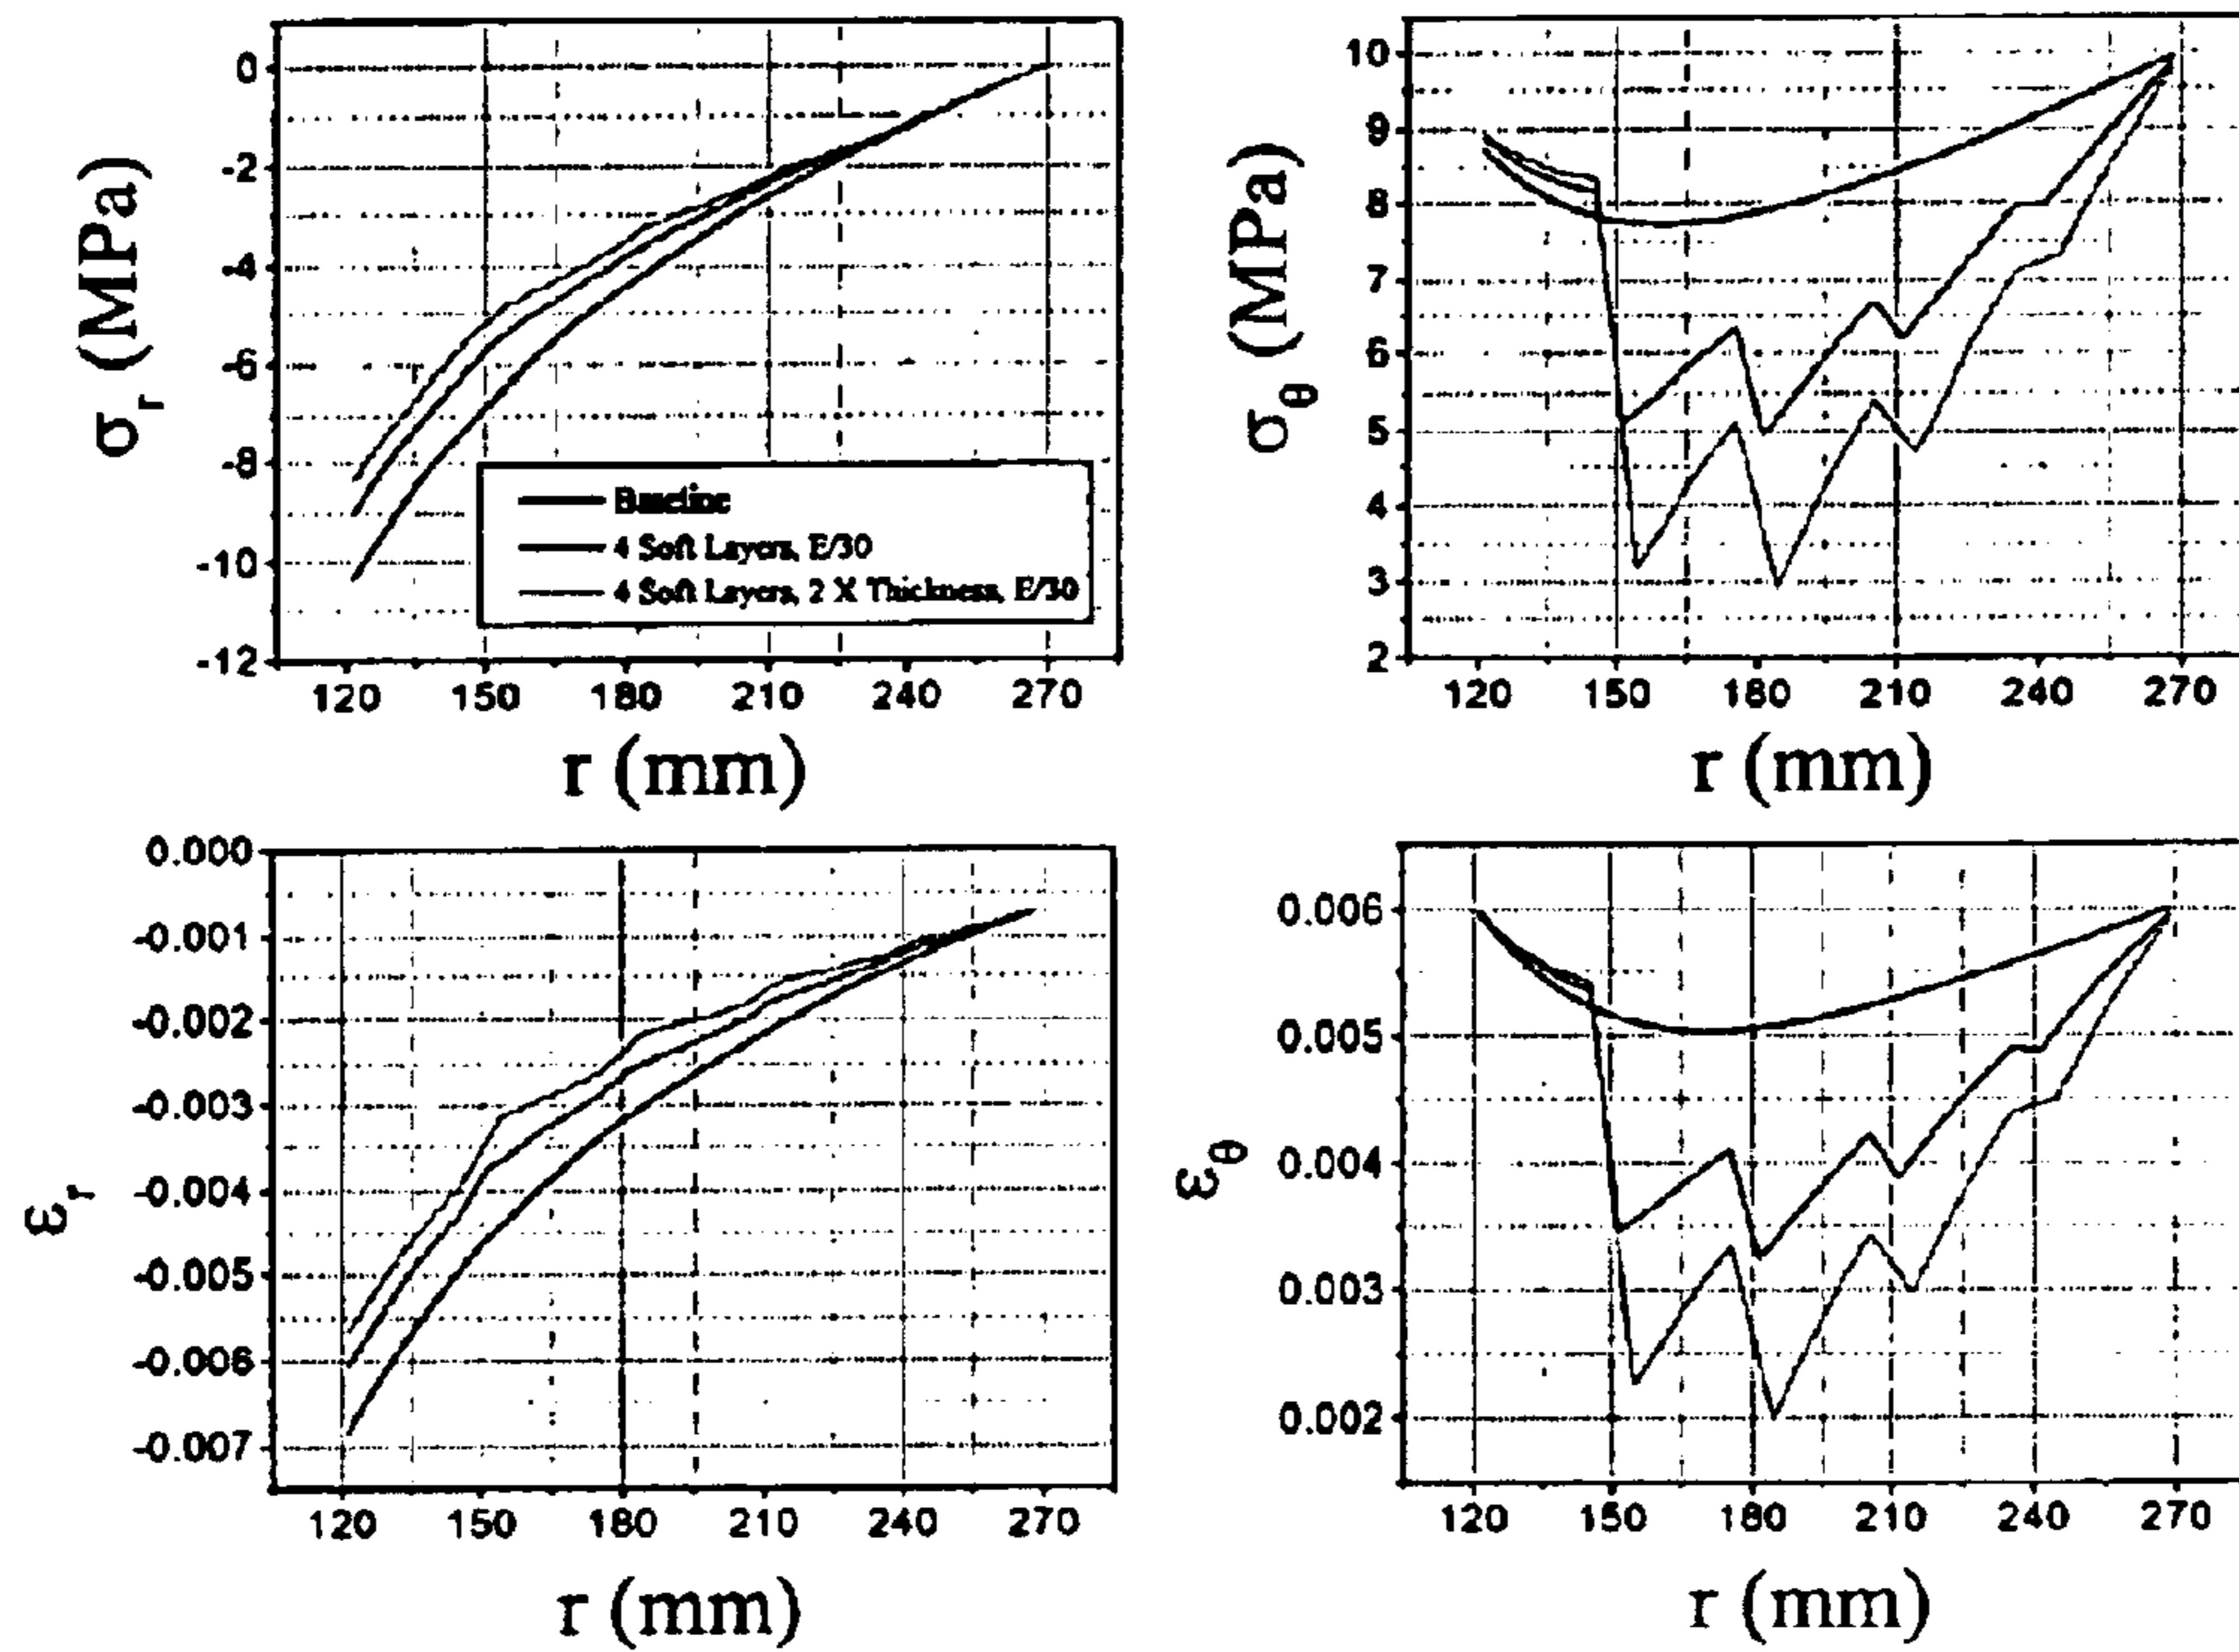 σr (MPa)
0
-2
-4
-6
-8
-10
-12
Baseline
4 Soft Layers, E/30
4 Soft Layers, 2 X Thickness, E/30
120 150 180 210 240 270
r (mm)
σθ (MPa)
10
9
8
7
6
5
4
3
2
120 150 180 210 240 270
r (mm)
εr
0.000
-0.001
-0.002
-0.003
-0.004
-0.005
-0.006
-0.007
120 150 180 210 240 270
r (mm)
εθ
0.006
0.005
0.004
0.003
0.002
120 150 180 210 240 270
r (mm)